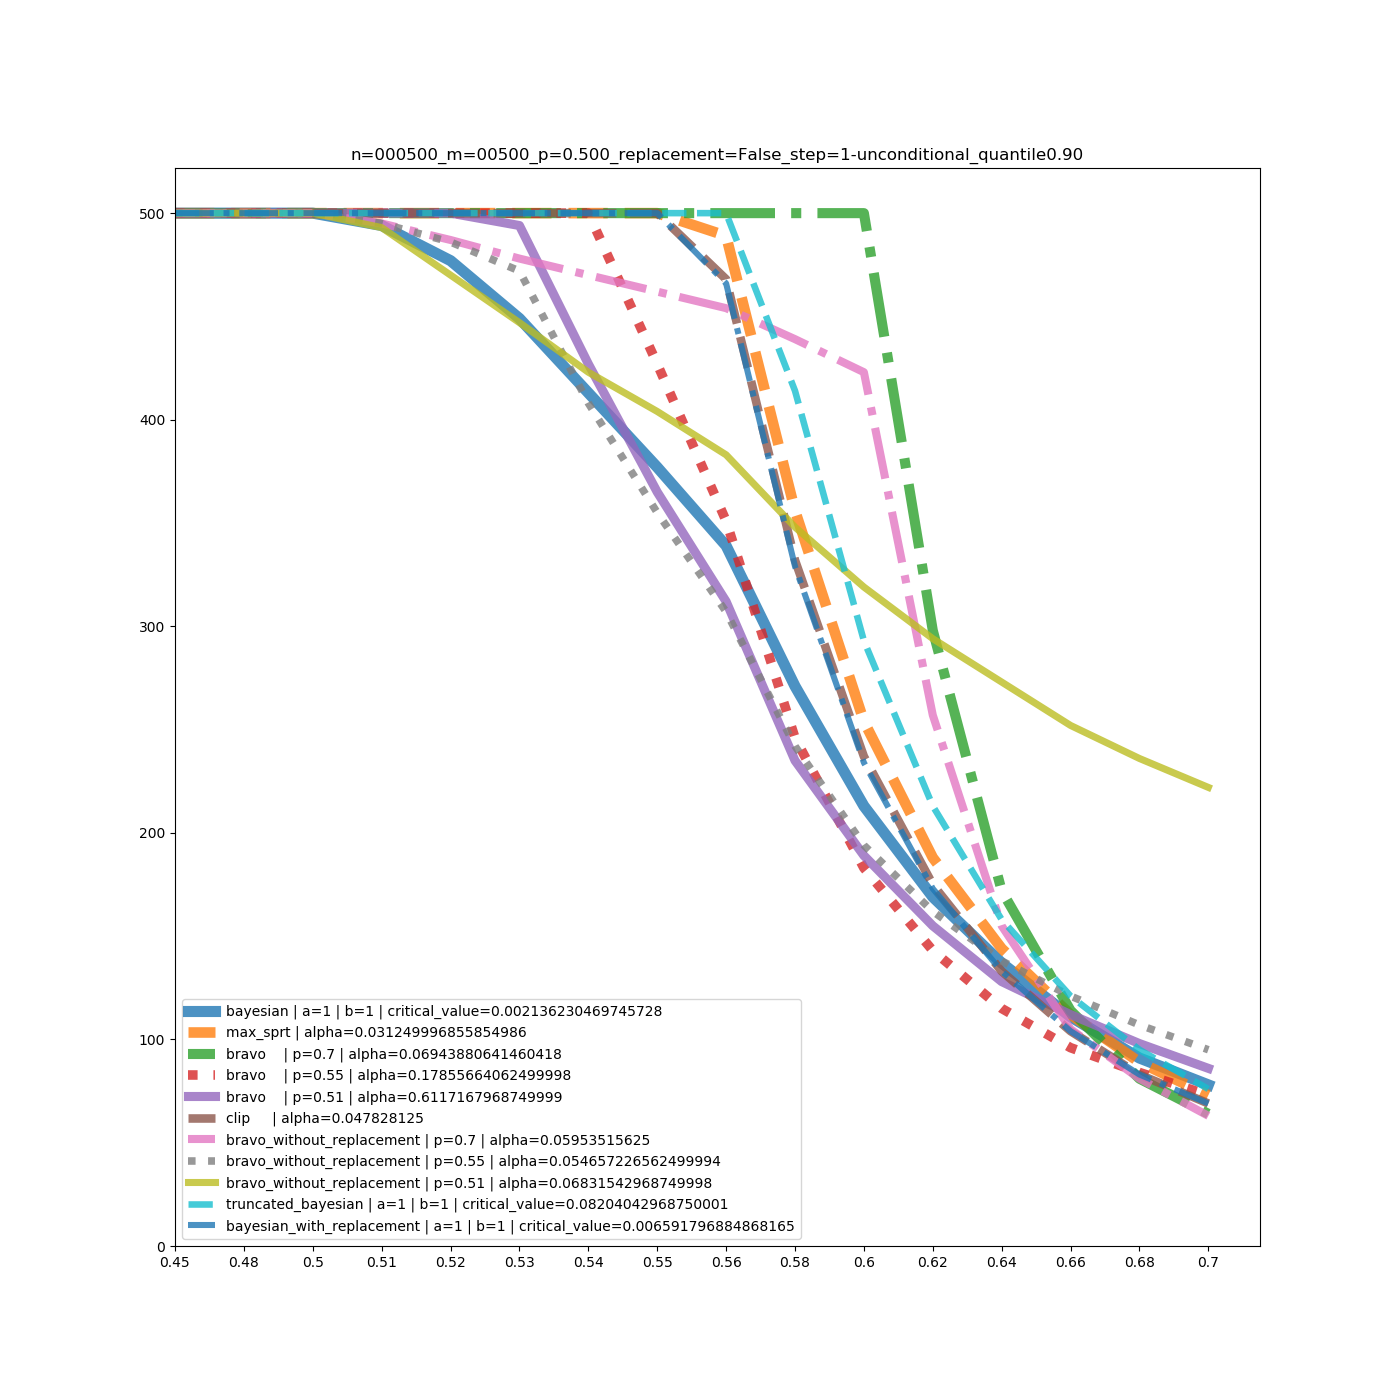 n=000500_m=00500_p=0.500_replacement=False_step=1-unconditional_quantile0.90
500
400
300
200
100
0
bayesian | a=1 | b=1 | critical_value=0.002136230469745728
max_sprt | alpha=0.031249996855854986
bravo | p=0.7 | alpha=0.06943880641460418
bravo | p=0.55 | alpha=0.17855664062499998
bravo | p=0.51 | alpha=0.6117167968749999
clip | alpha=0.047828125
bravo_without_replacement | p=0.7 | alpha=0.05953515625
bravo_without_replacement | p=0.55 | alpha=0.054657226562499994
bravo_without_replacement | p=0.51 | alpha=0.06831542968749998
truncated_bayesian | a=1 | b=1 | critical_value=0.08204042968750001
bayesian_with_replacement | a=1 | b=1 | critical_value=0.006591796884868165
0.45 0.48 0.5 0.51 0.52 0.53 0.54 0.55 0.56 0.58 0.6 0.62 0.64 0.66 0.68 0.7